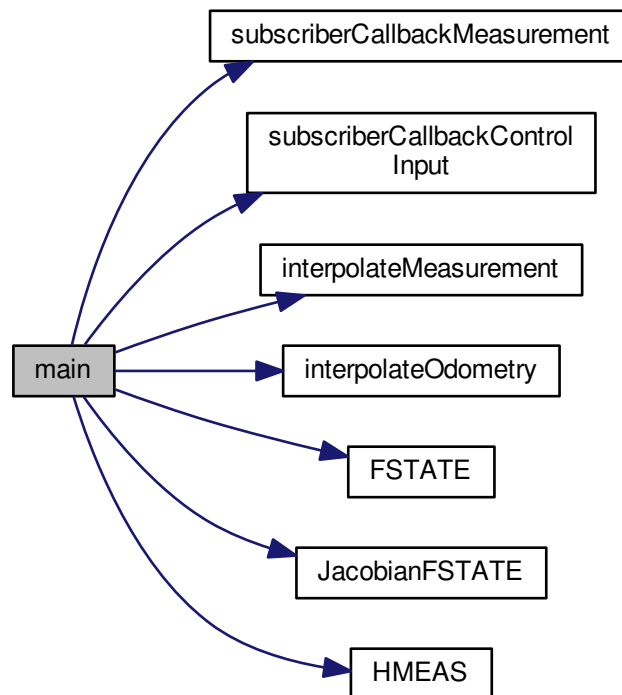 subscriberCallbackMeasurement
subscriberCallbackControl
Input
interpolateMeasurement
main
interpolateOdometry
FSTATE
JacobianFSTATE
HMEAS